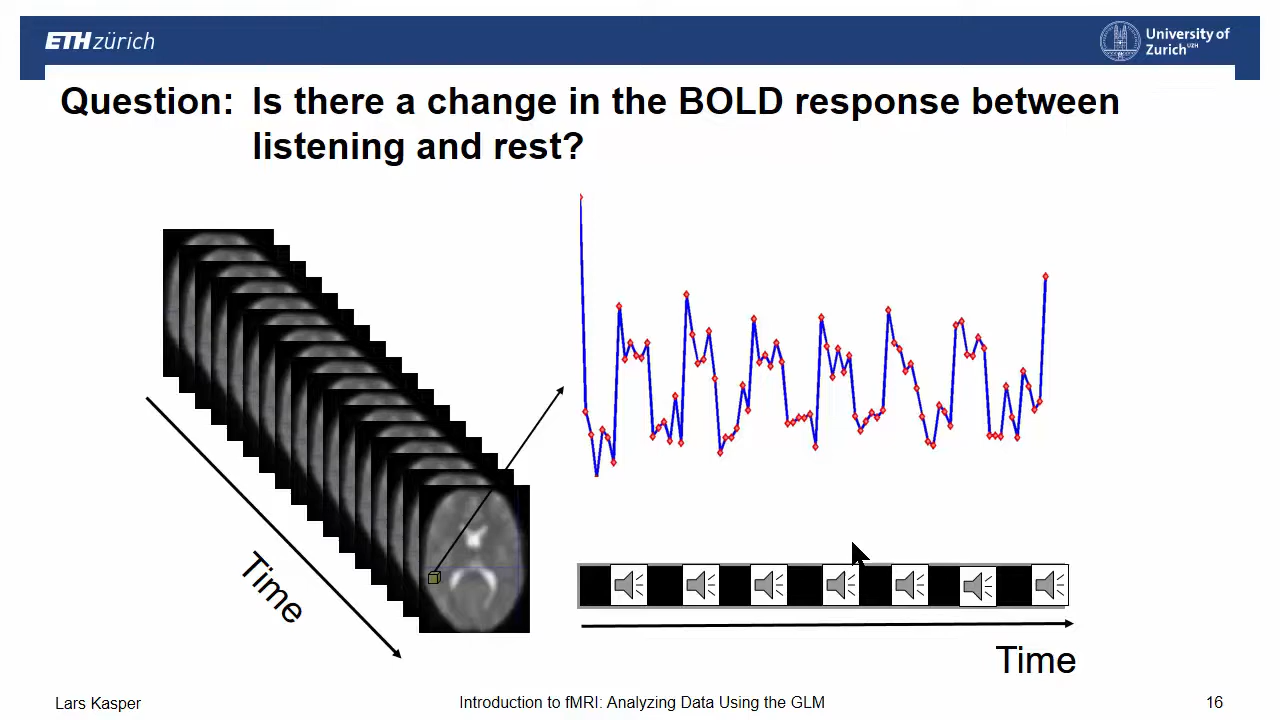 ETH zürich
University of
Zurich UZH
Question: Is there a change in the BOLD response between
listening and rest?
Time
Time
Lars Kasper
Introduction to fMRI: Analyzing Data Using the GLM
16